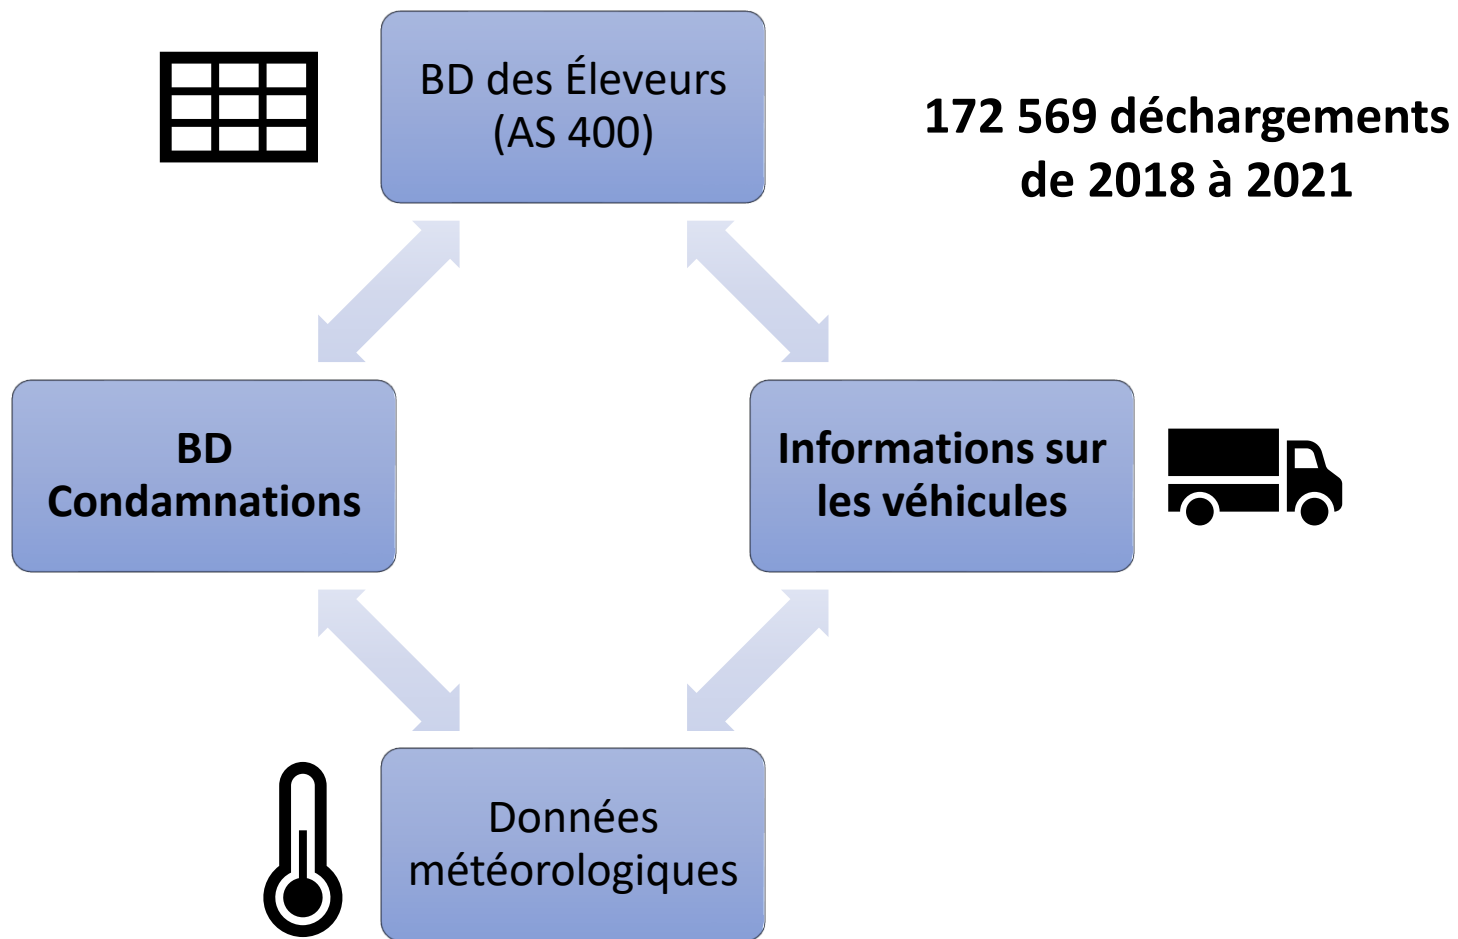 BD des Éleveurs
(AS 400)
172 569 déchargements
de 2018 à 2021
BD
Condamnations
Informations sur
les véhicules
Données
météorologiques